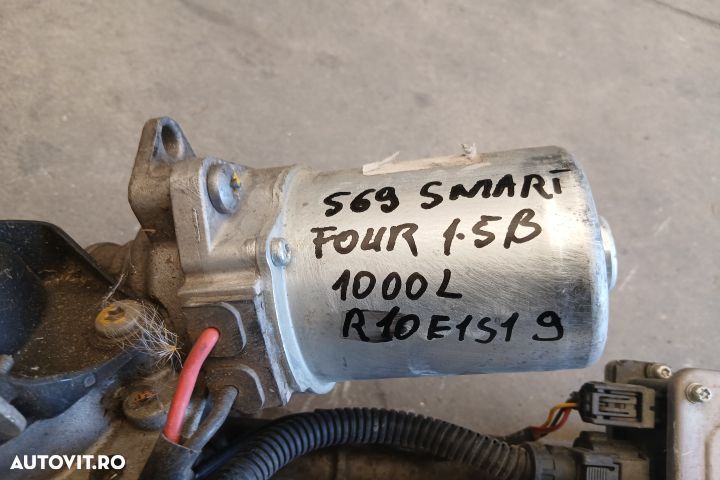 569 SMART
FOUR 1.5B
1000L
R10E1S1 9
AUTOVIT.RO